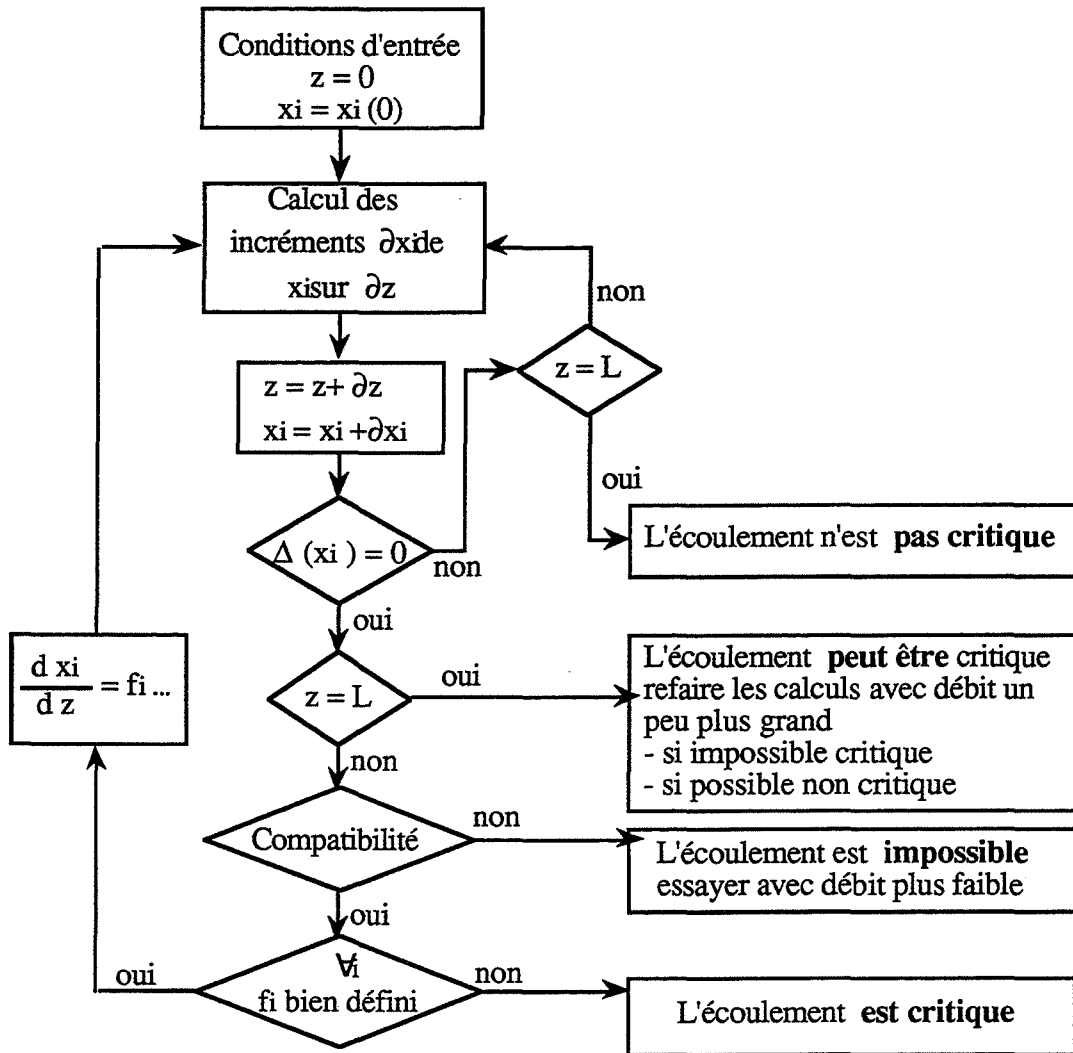 Conditions d'entrée
z = 0
xi = xi (0)
Calcul des
incréments ∂xide
xisur ∂z
non
z = L
z = z+ ∂z
xi = xi +∂xi
oui
L'écoulement n'est pas critique
Δ (xi ) = 0
non
oui
d xi
d z
= fi ...
z = L
oui
L'écoulement peut être critique
refaire les calculs avec débit un
peu plus grand
- si impossible critique
- si possible non critique
non
Compatibilité
non
L'écoulement est impossible
essayer avec débit plus faible
oui
oui
∀i
fi bien défini
non
L'écoulement est critique